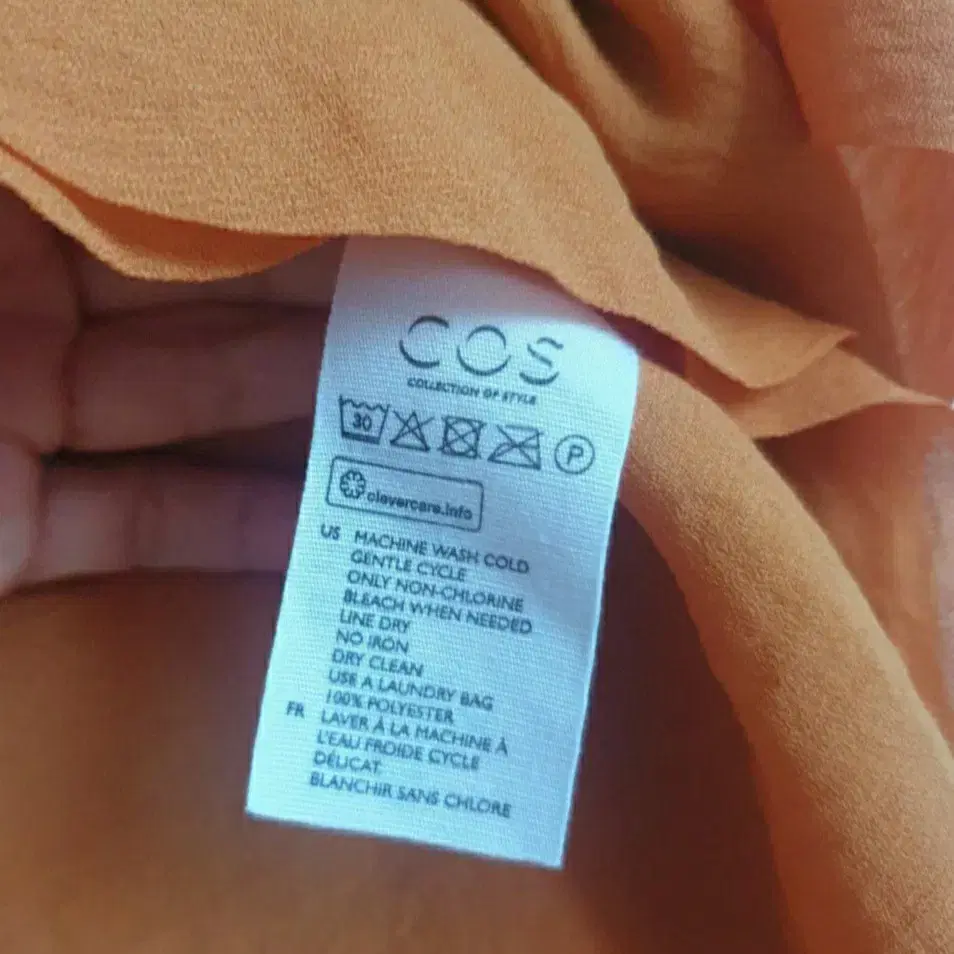 COS
COLLECTION OF STYLE
30
P
clevercare.info
US MACHINE WASH COLD
GENTLE CYCLE
ONLY NON-CHLORINE
BLEACH WHEN NEEDED
LINE DRY
NO IRON
DRY CLEAN
USE A LAUNDRY BAG
100% POLYESTER
FR LAVER À LA MACHINE À
L'EAU FROIDE CYCLE
DÉLICAT
BLANCHIR SANS CHLORE